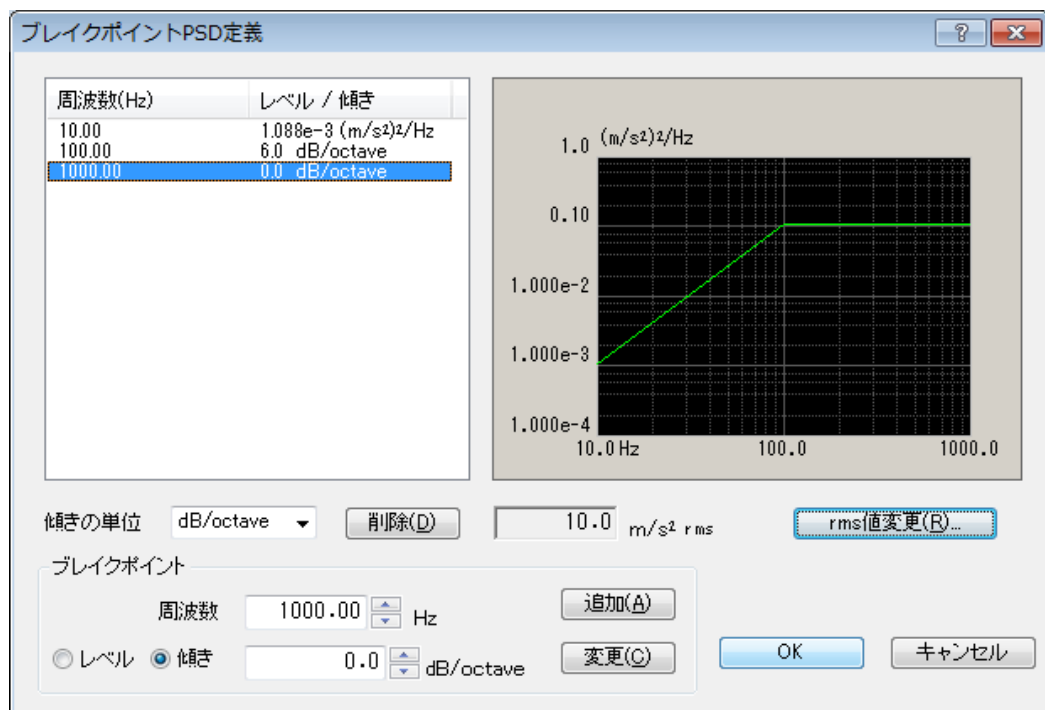 ブレイクポイントPSD定義
周波数(Hz) レベル / 傾き
10.00 1.088e-3 (m/s²)²/Hz
100.00 6.0 dB/octave
1000.00 0.0 dB/octave
1.0 (m/s²)²/Hz
0.10
1.000e-2
1.000e-3
1.000e-4
10.0 Hz 100.0 1000.0
傾きの単位 dB/octave 削除(D) 10.0 m/s² rms rms値変更(R)...
ブレイクポイント
周波数 1000.00 Hz 追加(A)
レベル 傾き 0.0 dB/octave 変更(C) OK キャンセル